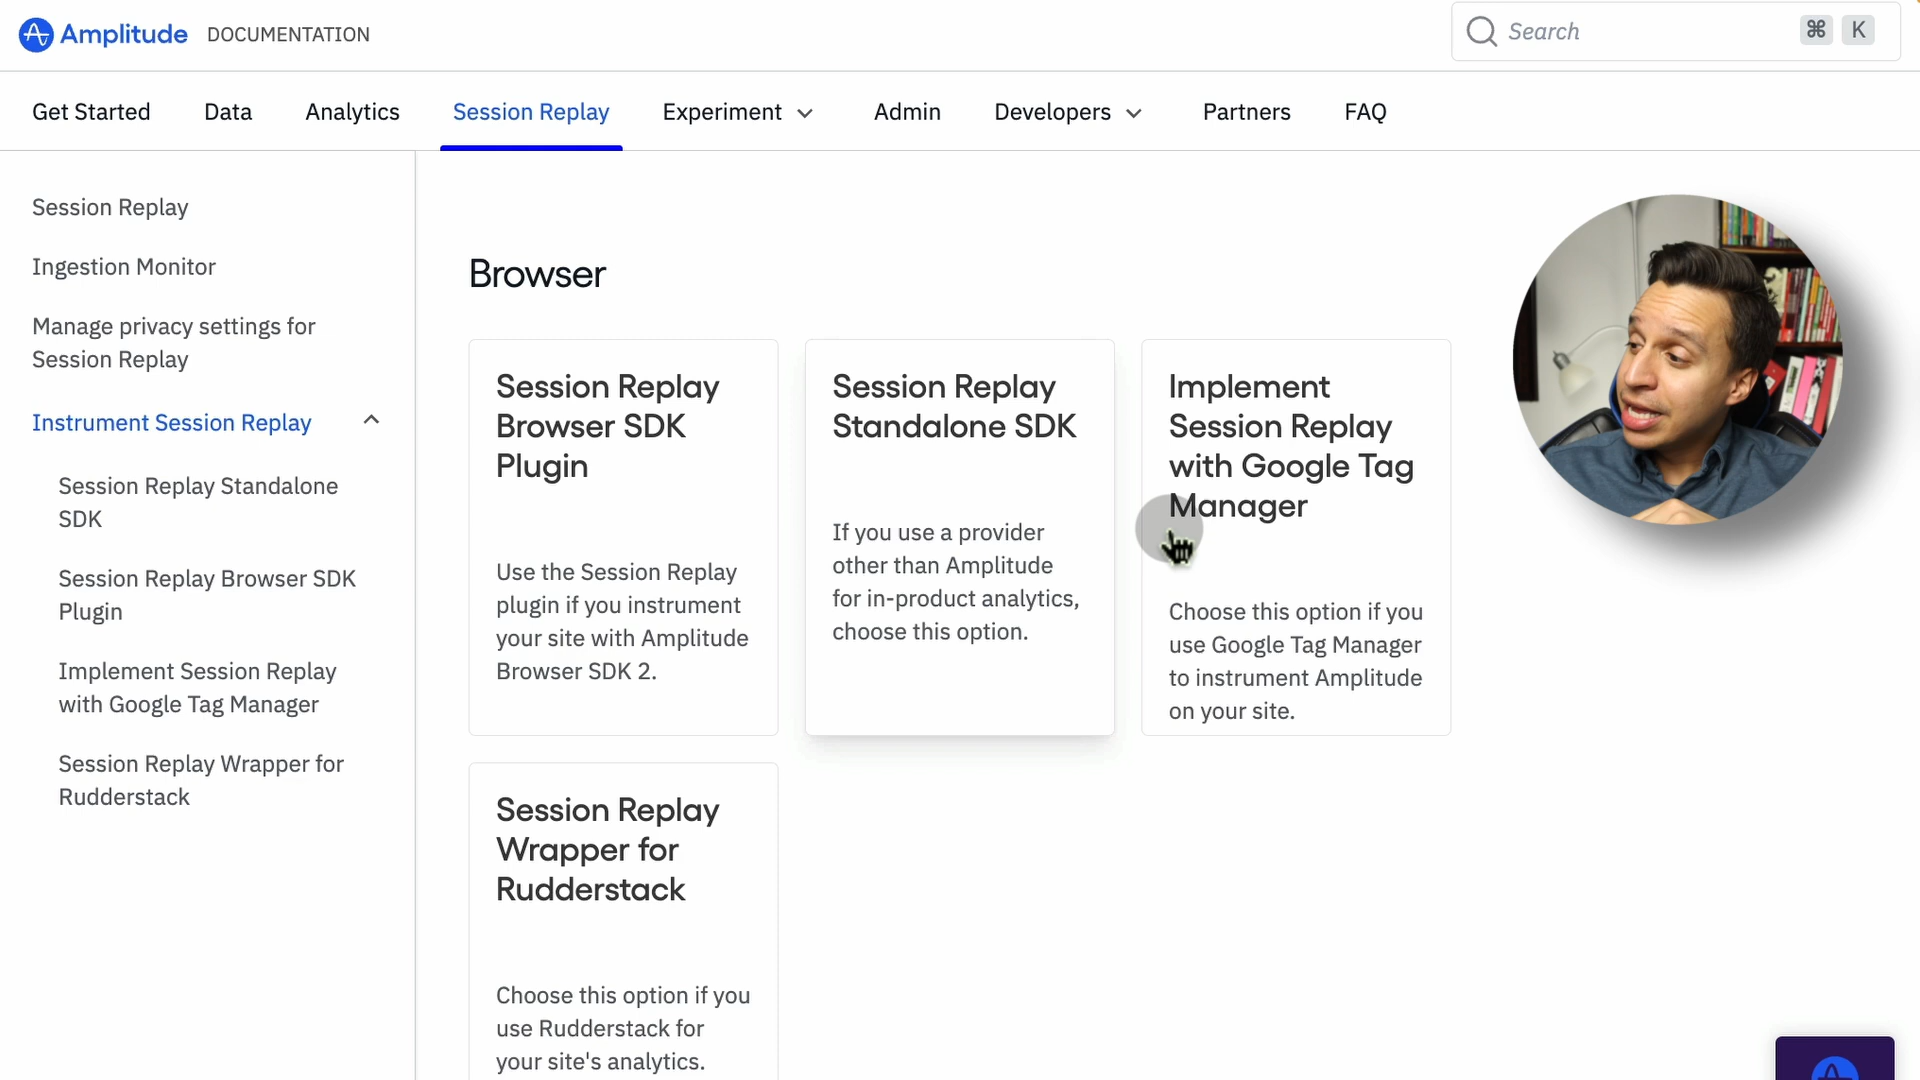 Amplitude DOCUMENTATION
Search ⌘ K
Get Started Data Analytics Session Replay Experiment Admin Developers Partners FAQ
Session Replay
Ingestion Monitor
Manage privacy settings for
Session Replay
Instrument Session Replay
Session Replay Standalone
SDK
Session Replay Browser SDK
Plugin
Implement Session Replay
with Google Tag Manager
Session Replay Wrapper for
Rudderstack
Browser
Session Replay
Browser SDK
Plugin
Use the Session Replay
plugin if you instrument
your site with Amplitude
Browser SDK 2.
Session Replay
Standalone SDK
If you use a provider
other than Amplitude
for in-product analytics,
choose this option.
Implement
Session Replay
with Google Tag
Manager
Choose this option if you
use Google Tag Manager
to instrument Amplitude
on your site.
Session Replay
Wrapper for
Rudderstack
Choose this option if you
use Rudderstack for
your site's analytics.